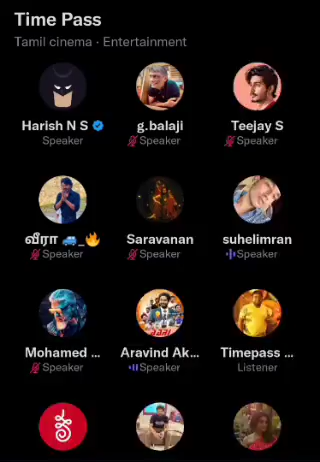 Time Pass
Tamil cinema · Entertainment
Harish N S g.balaji Teejay S
Speaker Speaker Speaker
வீரா 🚙_🔥 Saravanan suhelimran
Speaker Speaker Speaker
Mohamed ... Aravind Ak... Timepass ...
Speaker Speaker Listener